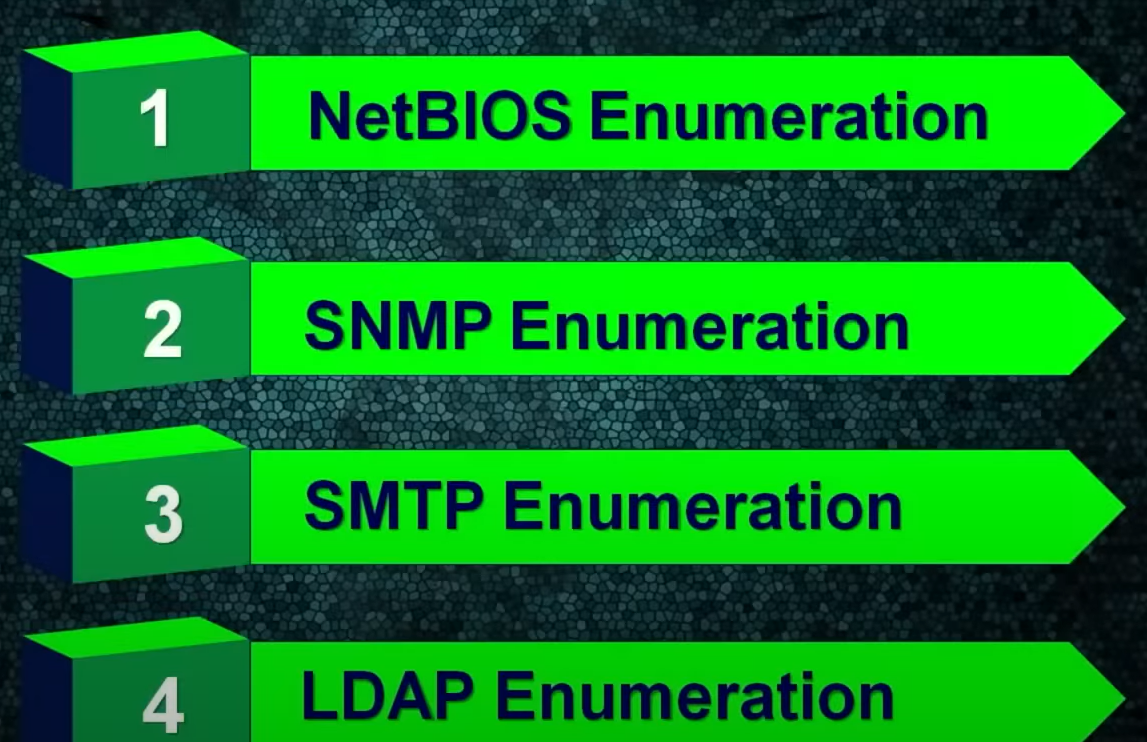 1 NetBIOS Enumeration
2 SNMP Enumeration
3 SMTP Enumeration
4 LDAP Enumeration